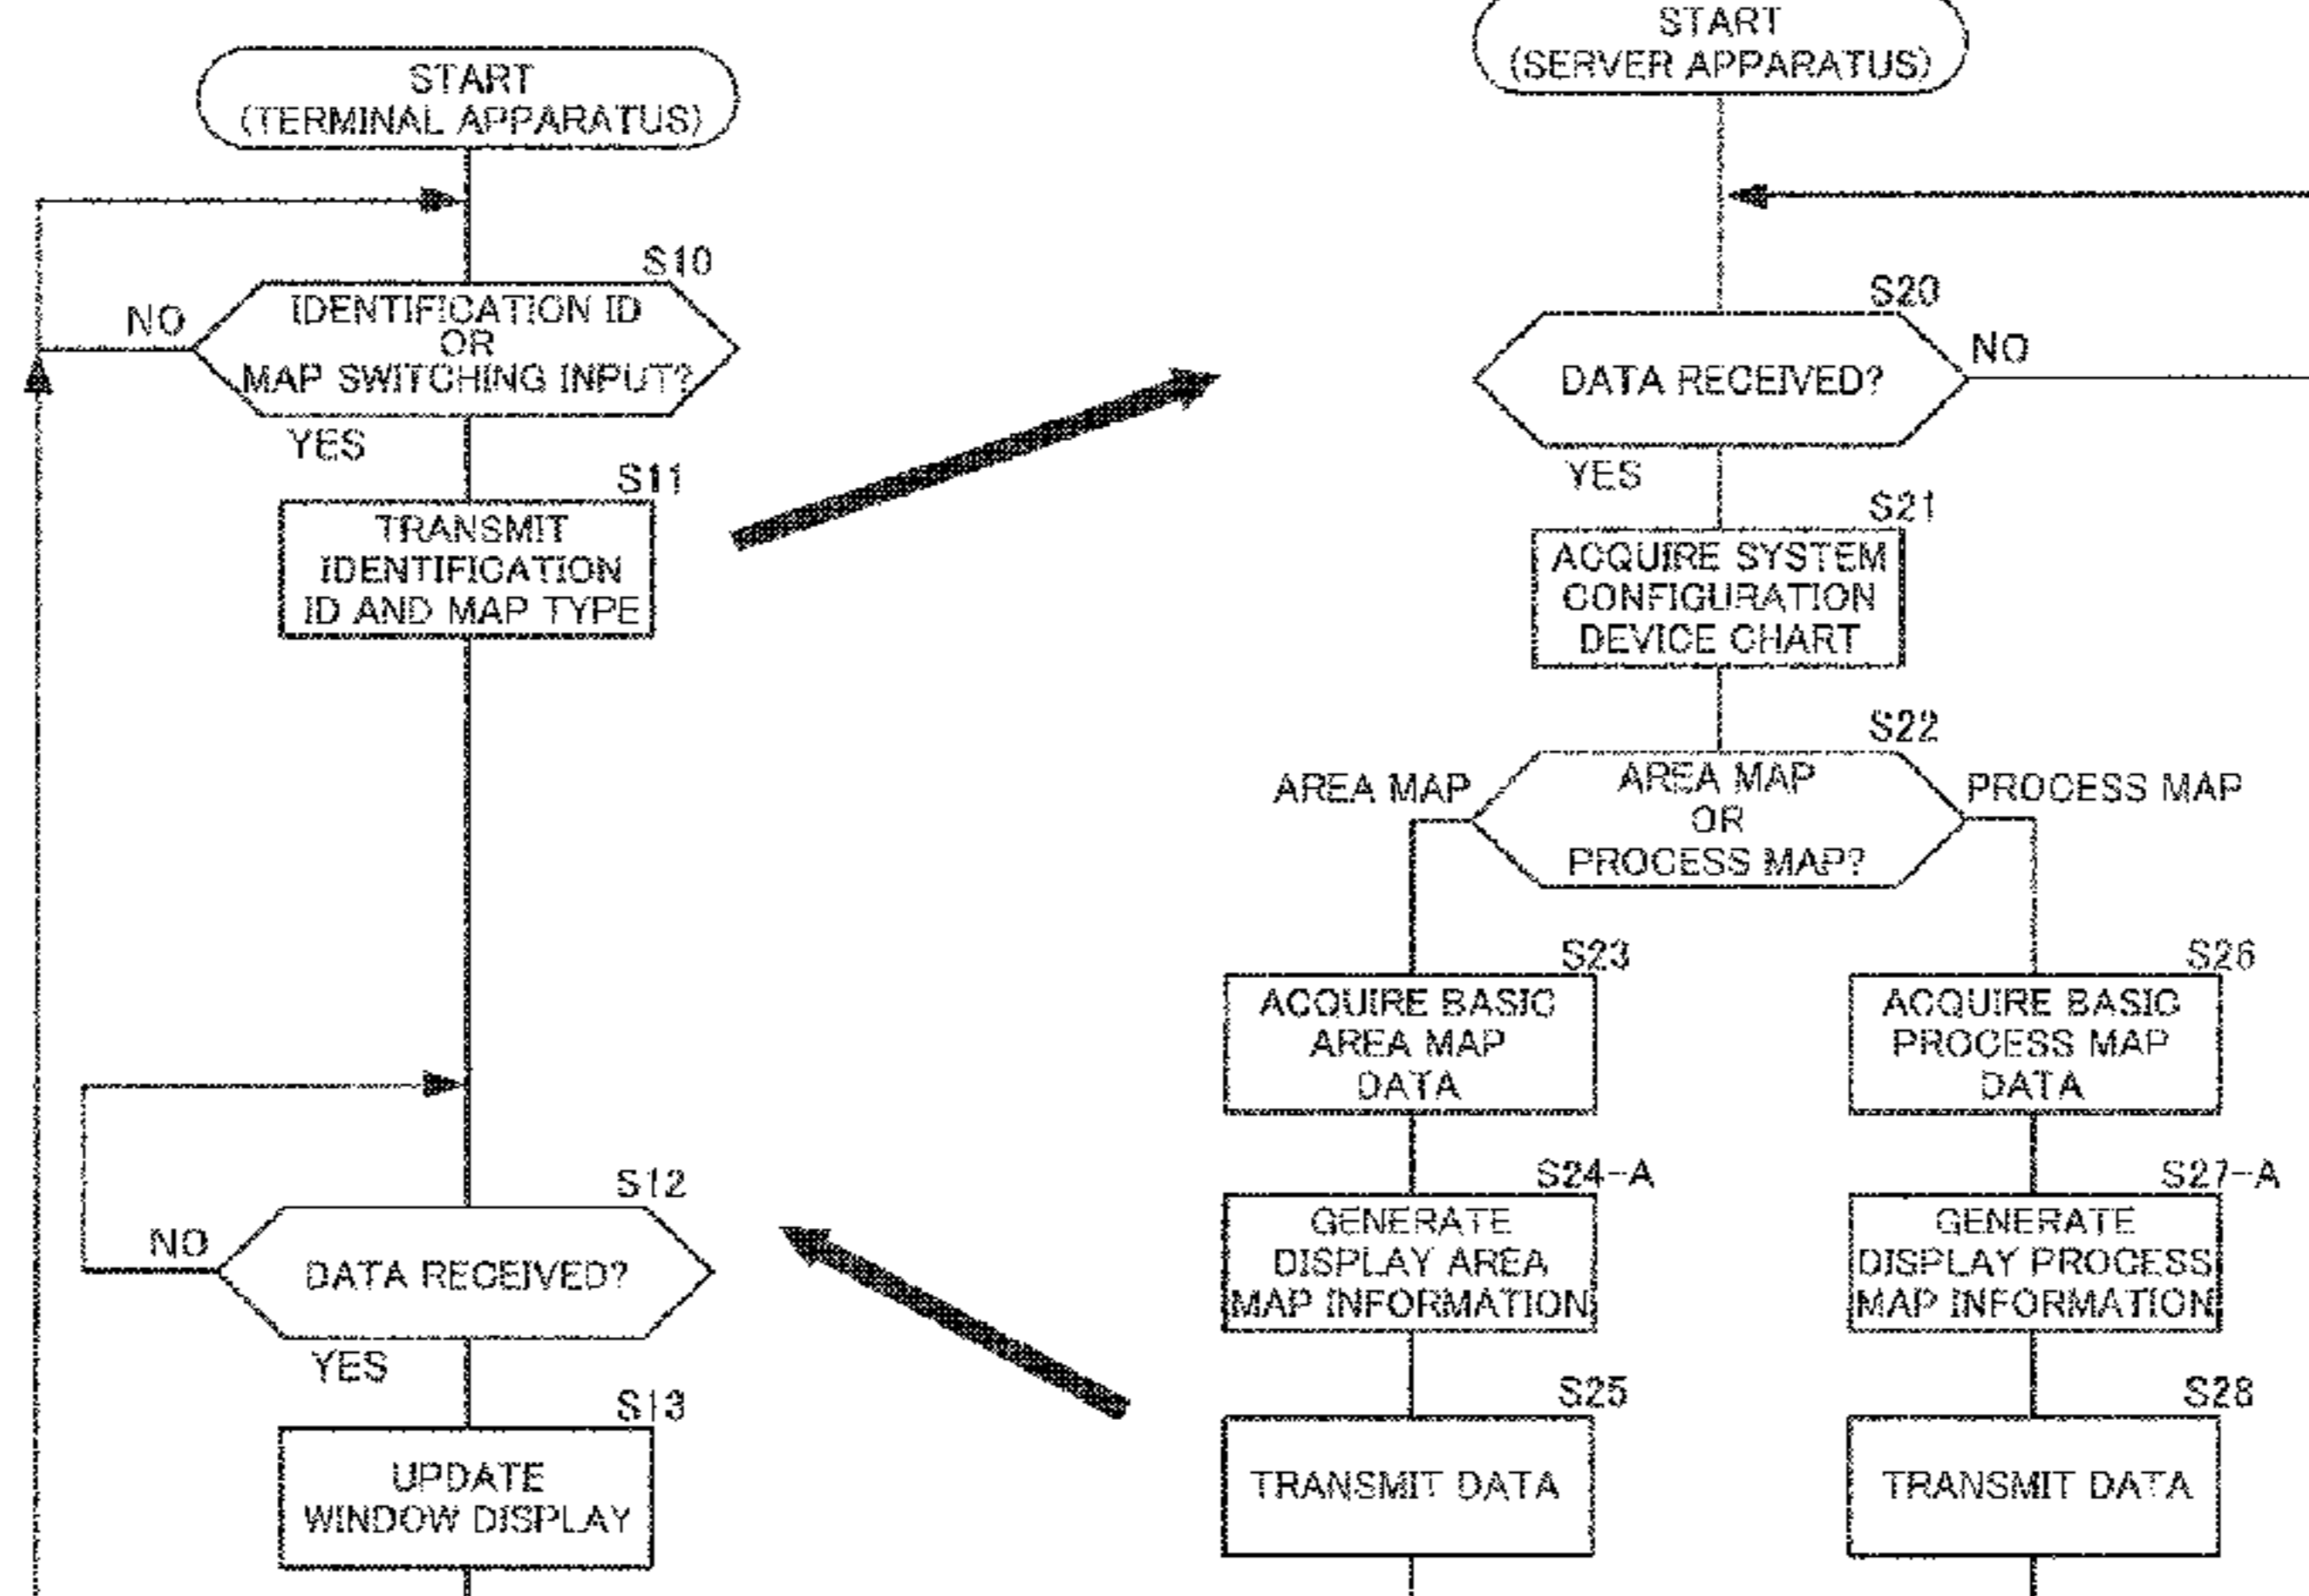 START
(TERMINAL APPARATUS)
S10
IDENTIFICATION ID
OR
MAP SWITCHING INPUT?
NO
YES
S11
TRANSMIT
IDENTIFICATION
ID AND MAP TYPE
S12
DATA RECEIVED?
NO
YES
S13
UPDATE
WINDOW DISPLAY
START
(SERVER APPARATUS)
S20
DATA RECEIVED?
NO
YES
S21
ACQUIRE SYSTEM
CONFIGURATION
DEVICE CHART
S22
AREA MAP
OR
PROCESS MAP?
AREA MAP
PROCESS MAP
S23
ACQUIRE BASIC
AREA MAP
DATA
S24-A
GENERATE
DISPLAY AREA
MAP INFORMATION
S25
TRANSMIT DATA
S26
ACQUIRE BASIC
PROCESS MAP
DATA
S27-A
GENERATE
DISPLAY PROCESS
MAP INFORMATION
S28
TRANSMIT DATA